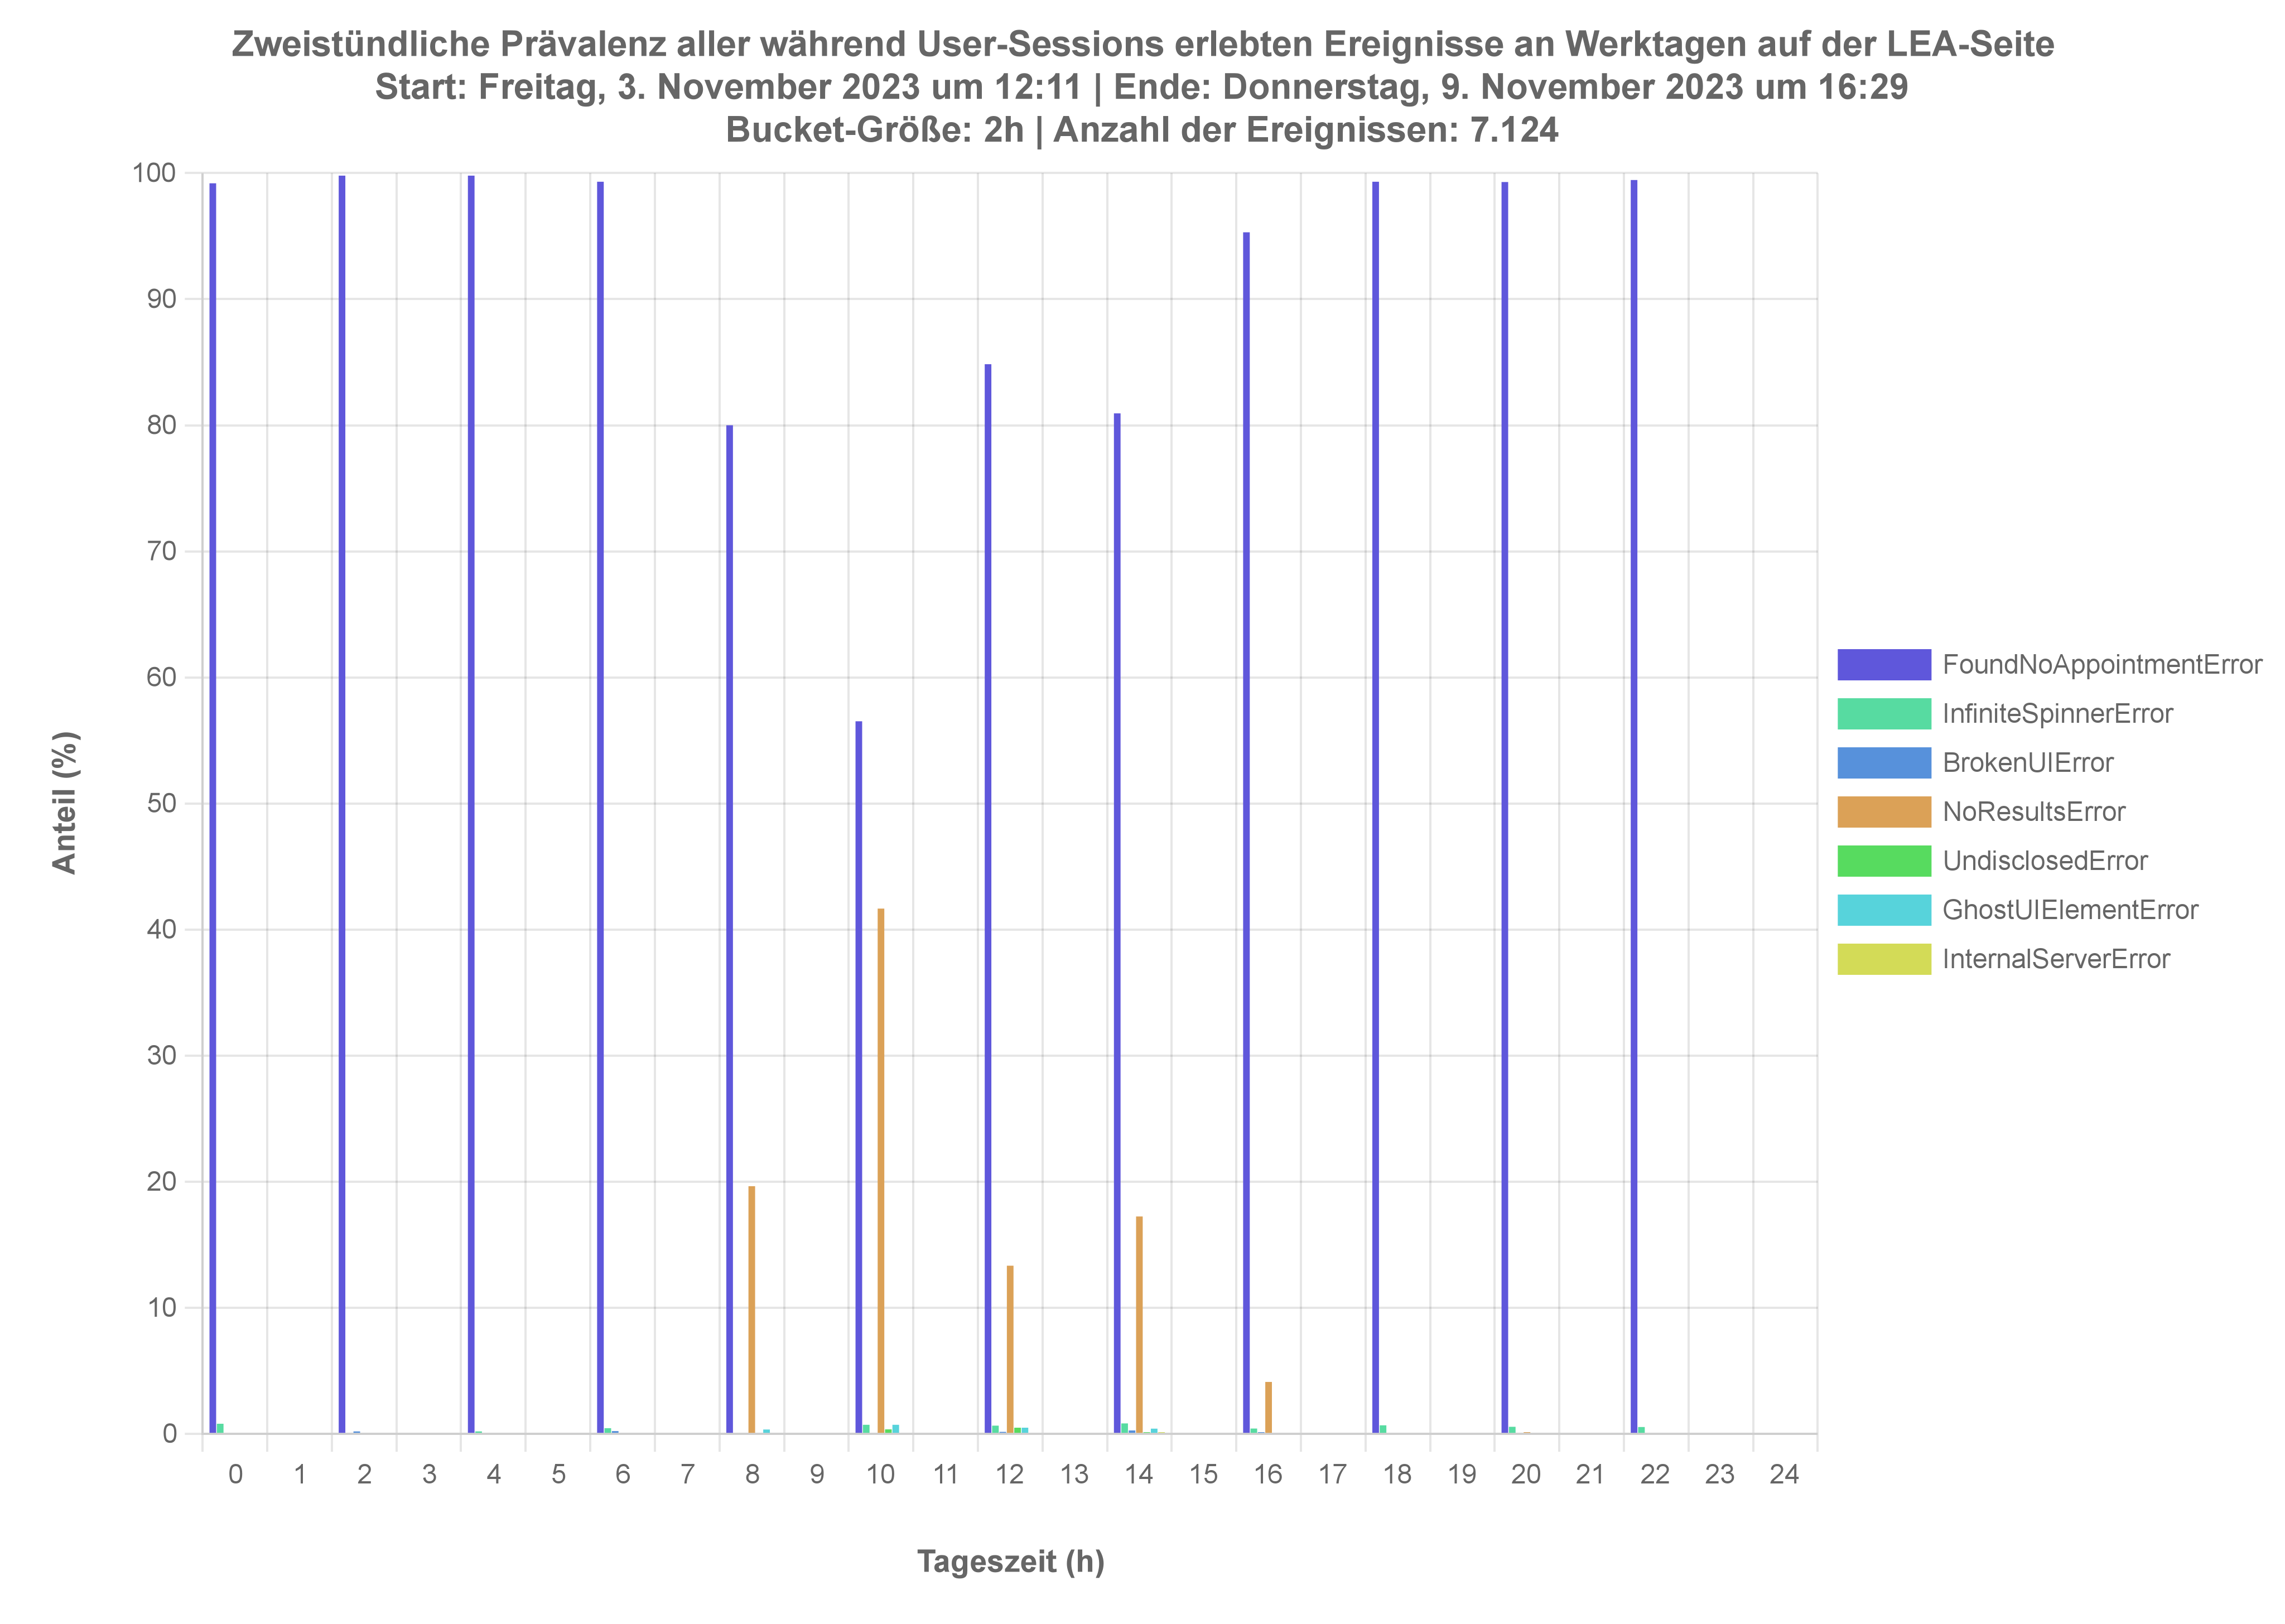 Zweistündliche Prävalenz aller während User-Sessions erlebten Ereignisse an Werktagen auf der LEA-Seite
Start: Freitag, 3. November 2023 um 12:11 | Ende: Donnerstag, 9. November 2023 um 16:29
Bucket-Größe: 2h | Anzahl der Ereignissen: 7.124
100
90
80
70
60
50
40
30
20
10
0
Anteil (%)
0 1 2 3 4 5 6 7 8 9 10 11 12 13 14 15 16 17 18 19 20 21 22 23 24
Tageszeit (h)
FoundNoAppointmentError
InfiniteSpinnerError
BrokenUIError
NoResultsError
UndisclosedError
GhostUIElementError
InternalServerError